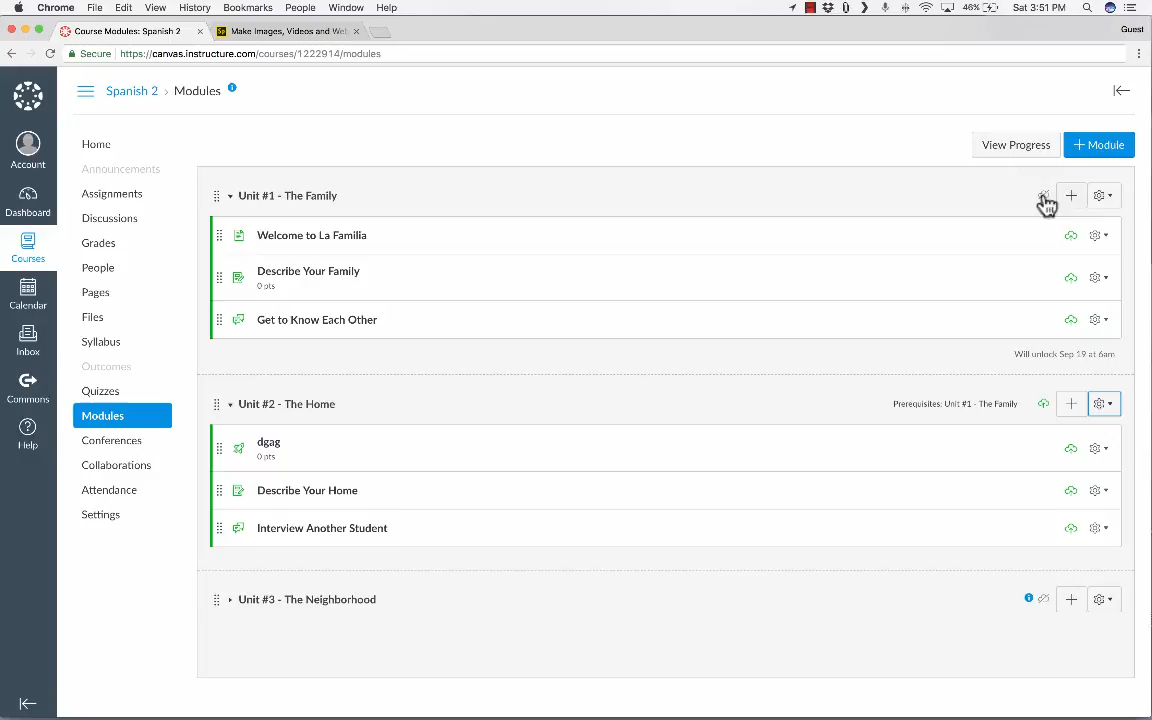 Chrome File Edit View History Bookmarks People Window Help 46% Sat 3:51 PM
Course Modules: Spanish 2 × Make Images, Videos and Web × Guest
Secure https://canvas.instructure.com/courses/1222914/modules
Spanish 2 › Modules
Account
Dashboard
Courses
Calendar
Inbox
Commons
Help
Home
Announcements
Assignments
Discussions
Grades
People
Pages
Files
Syllabus
Outcomes
Quizzes
Modules
Conferences
Collaborations
Attendance
Settings
View Progress + Module
Unit #1 - The Family
Welcome to La Familia
Describe Your Family
0 pts
Get to Know Each Other
Will unlock Sep 19 at 6am
Unit #2 - The Home Prerequisites: Unit #1 - The Family
dgag
0 pts
Describe Your Home
Interview Another Student
Unit #3 - The Neighborhood